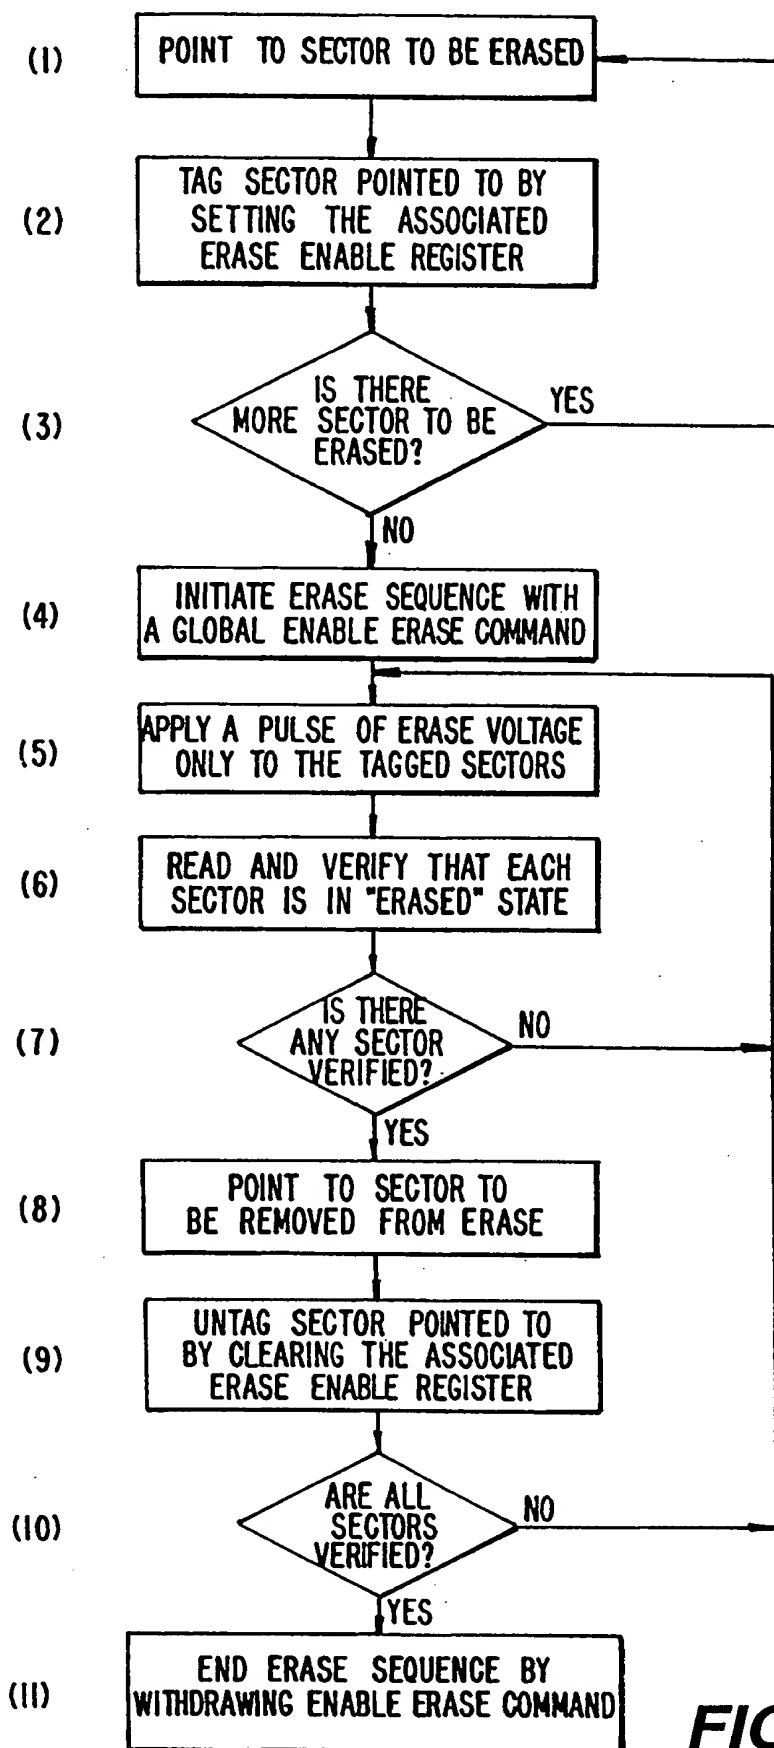 (1)
POINT TO SECTOR TO BE ERASED
(2)
TAG SECTOR POINTED TO BY
SETTING THE ASSOCIATED
ERASE ENABLE REGISTER
(3)
IS THERE
MORE SECTOR TO BE
ERASED?
YES
NO
(4)
INITIATE ERASE SEQUENCE WITH
A GLOBAL ENABLE ERASE COMMAND
(5)
APPLY A PULSE OF ERASE VOLTAGE
ONLY TO THE TAGGED SECTORS
(6)
READ AND VERIFY THAT EACH
SECTOR IS IN "ERASED" STATE
(7)
IS THERE
ANY SECTOR
VERIFIED?
NO
YES
(8)
POINT TO SECTOR TO
BE REMOVED FROM ERASE
(9)
UNTAG SECTOR POINTED TO
BY CLEARING THE ASSOCIATED
ERASE ENABLE REGISTER
(10)
ARE ALL
SECTORS
VERIFIED?
NO
YES
(11)
END ERASE SEQUENCE BY
WITHDRAWING ENABLE ERASE COMMAND
FIG